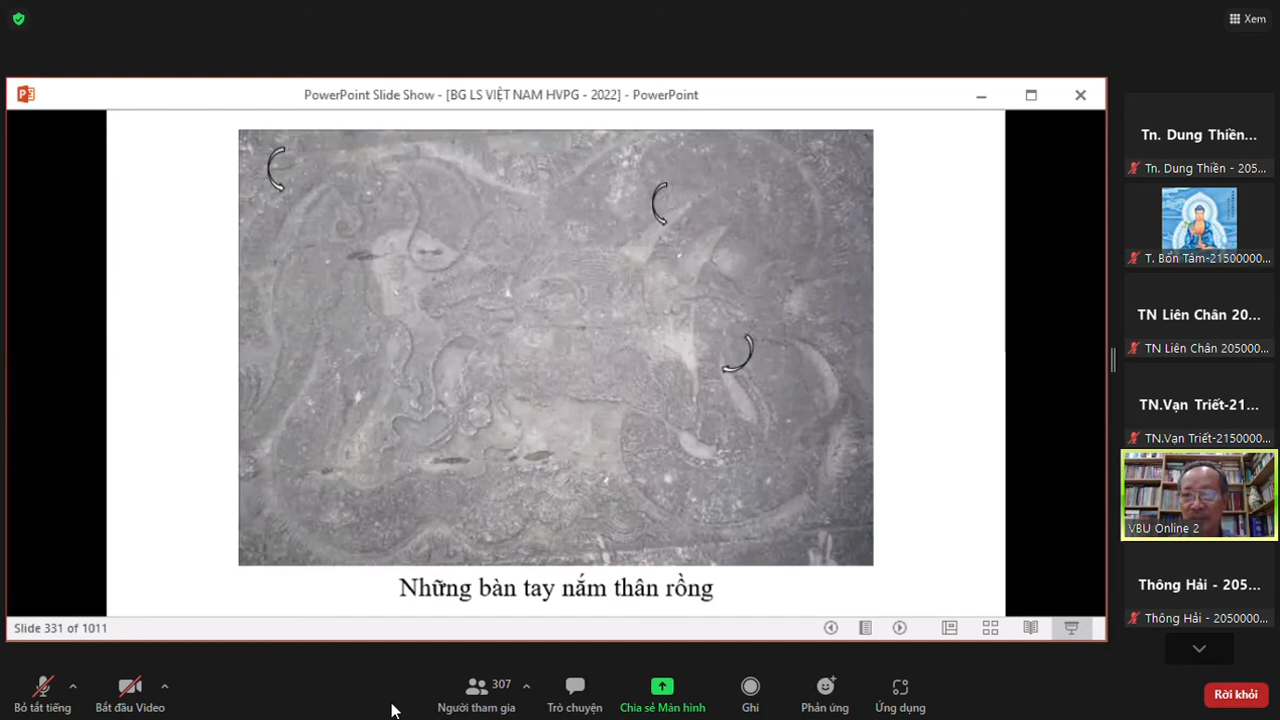 Xem
PowerPoint Slide Show - [BG LS VIỆT NAM HVPG - 2022] - PowerPoint
Tn. Dung Thiền...
Tn. Dung Thiền - 205...
T. Bổn Tâm-21500000...
TN Liên Chân 20...
TN Liên Chân 205000...
TN.Vạn Triết-21...
TN.Vạn Triết-2150000...
VBU Online 2
Những bàn tay nắm thân rồng
Thông Hải - 205...
Thông Hải - 2050000...
Slide 331 of 1011
Bỏ tắt tiếng
Bắt đầu Video
307
Người tham gia
Trò chuyện
Chia sẻ Màn hình
Ghi
Phản ứng
Ứng dụng
Rời khỏi